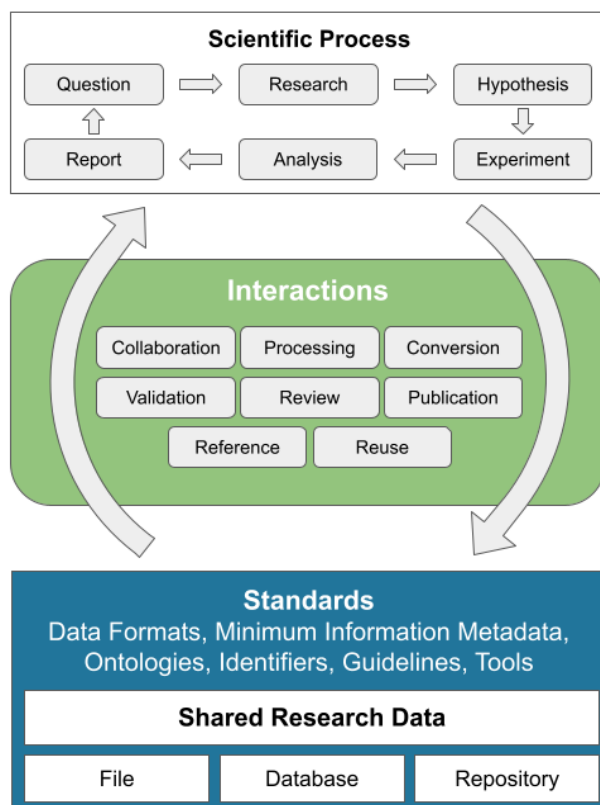 Scientific Process
Question Research Hypothesis
Report Analysis Experiment
Interactions
Collaboration Processing Conversion
Validation Review Publication
Reference Reuse
Standards
Data Formats, Minimum Information Metadata,
Ontologies, Identifiers, Guidelines, Tools
Shared Research Data
File Database Repository